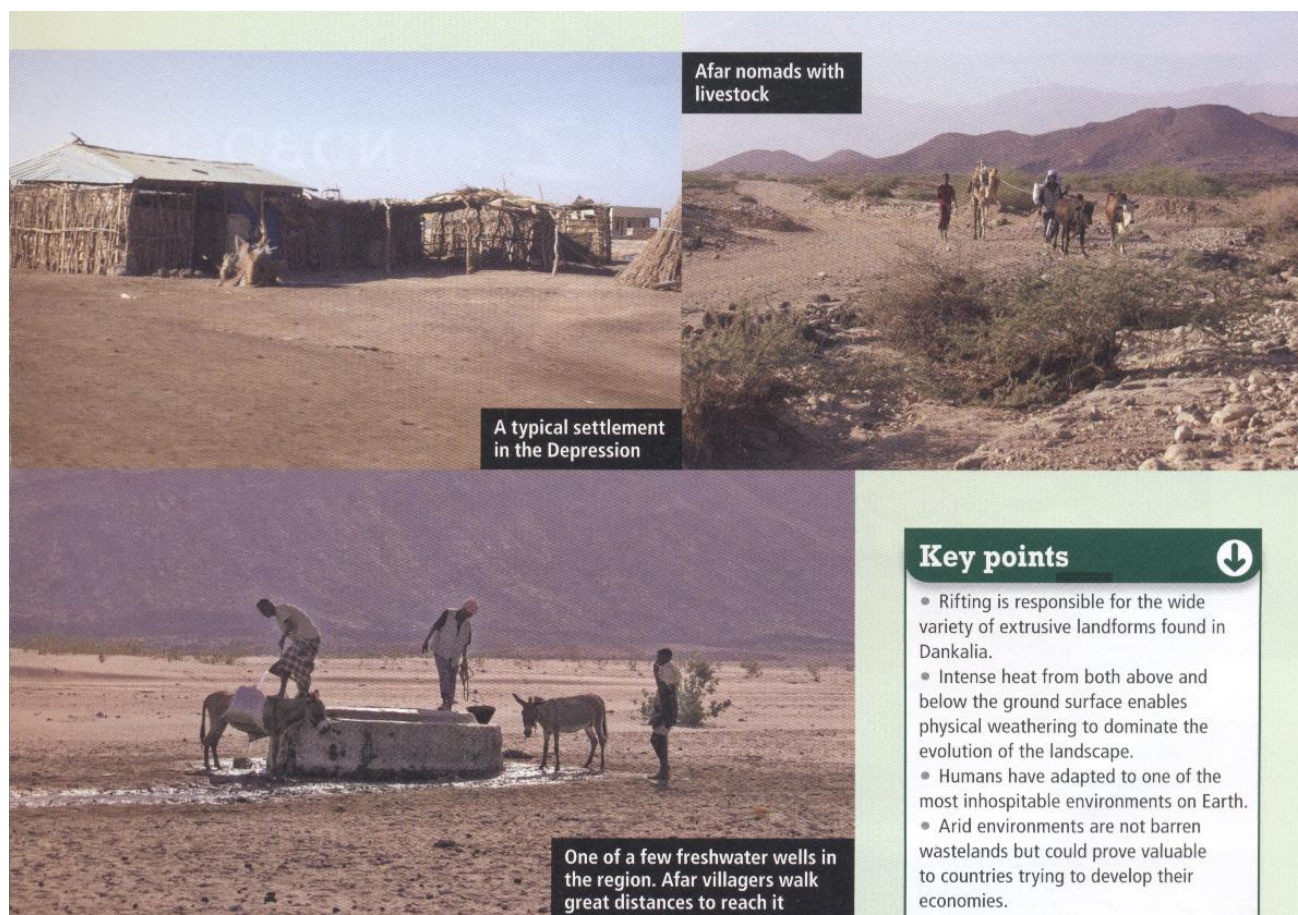 Afar nomads with
livestock
A typical settlement
in the Depression
One of a few freshwater wells in
the region. Afar villagers walk
great distances to reach it
Key points
• Rifting is responsible for the wide
variety of extrusive landforms found in
Dankalia.
• Intense heat from both above and
below the ground surface enables
physical weathering to dominate the
evolution of the landscape.
• Humans have adapted to one of the
most inhospitable environments on Earth.
• Arid environments are not barren
wastelands but could prove valuable
to countries trying to develop their
economies.